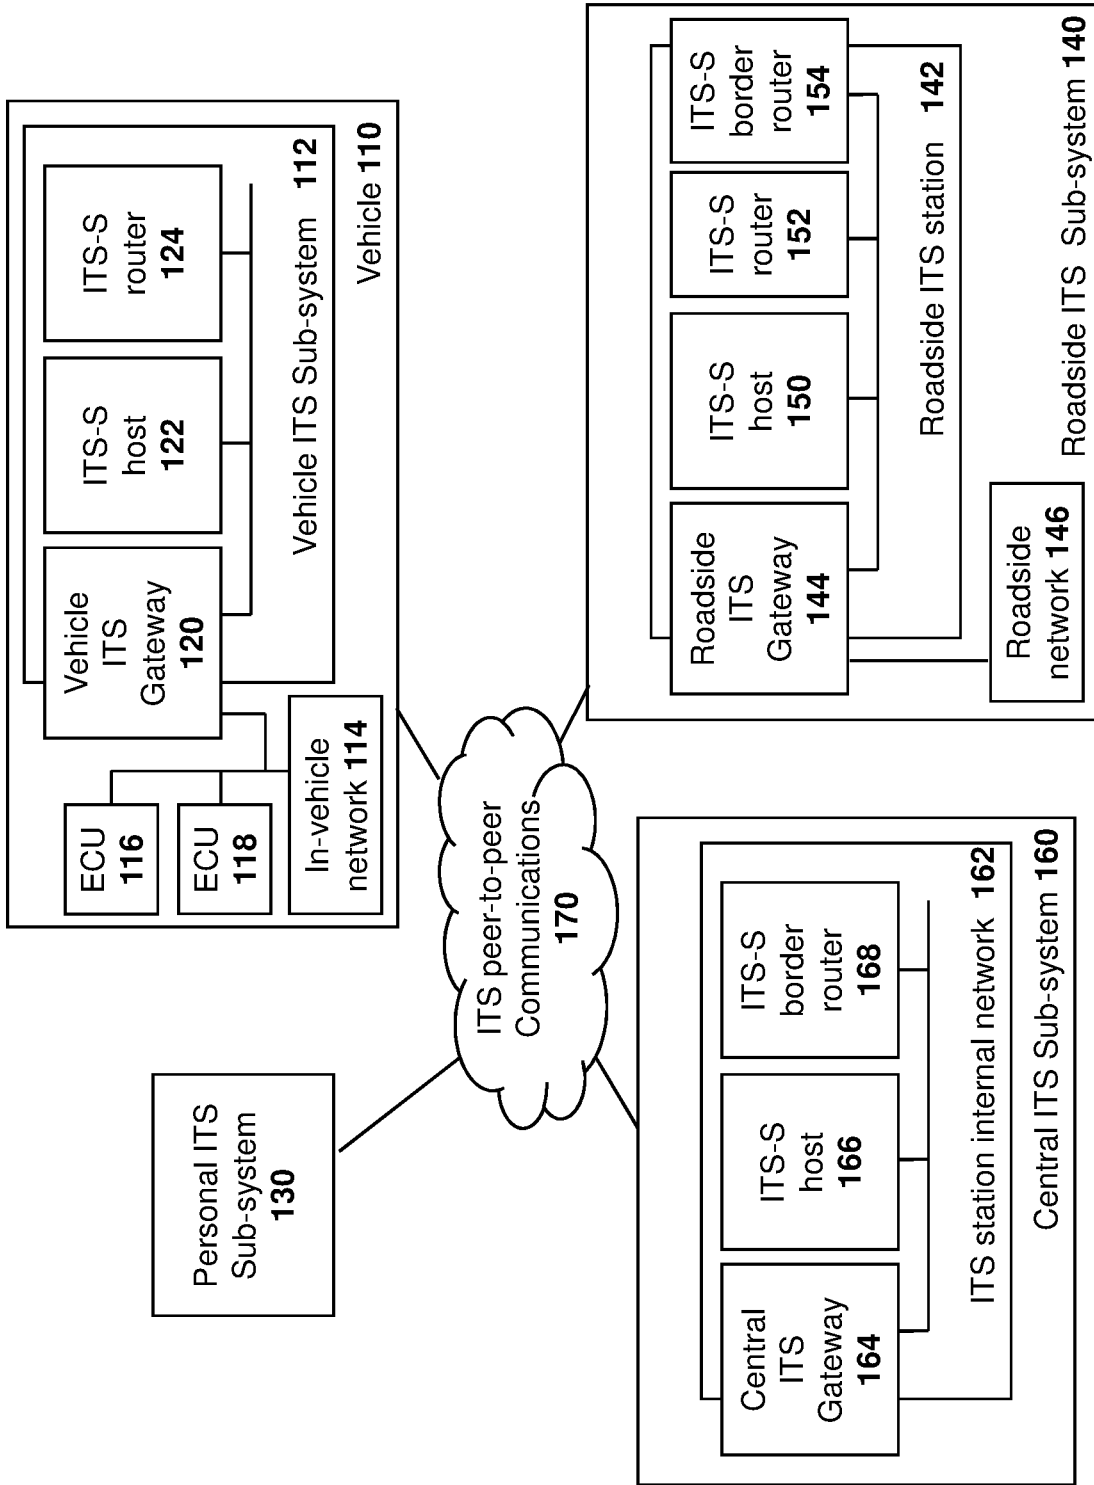 Personal ITS
Sub-system
130
ECU
116
ECU
118
In-vehicle
network 114
Vehicle
ITS
Gateway
120
ITS-S
host
122
ITS-S
router
124
Vehicle ITS Sub-system 112
Vehicle 110
ITS peer-to-peer
Communications
170
Central
ITS
Gateway
164
ITS-S
host
166
ITS-S
border
router
168
ITS station internal network 162
Central ITS Sub-system 160
Roadside
ITS
Gateway
144
ITS-S
host
150
ITS-S
router
152
ITS-S
border
router
154
Roadside ITS station 142
Roadside
network 146
Roadside ITS Sub-system 140